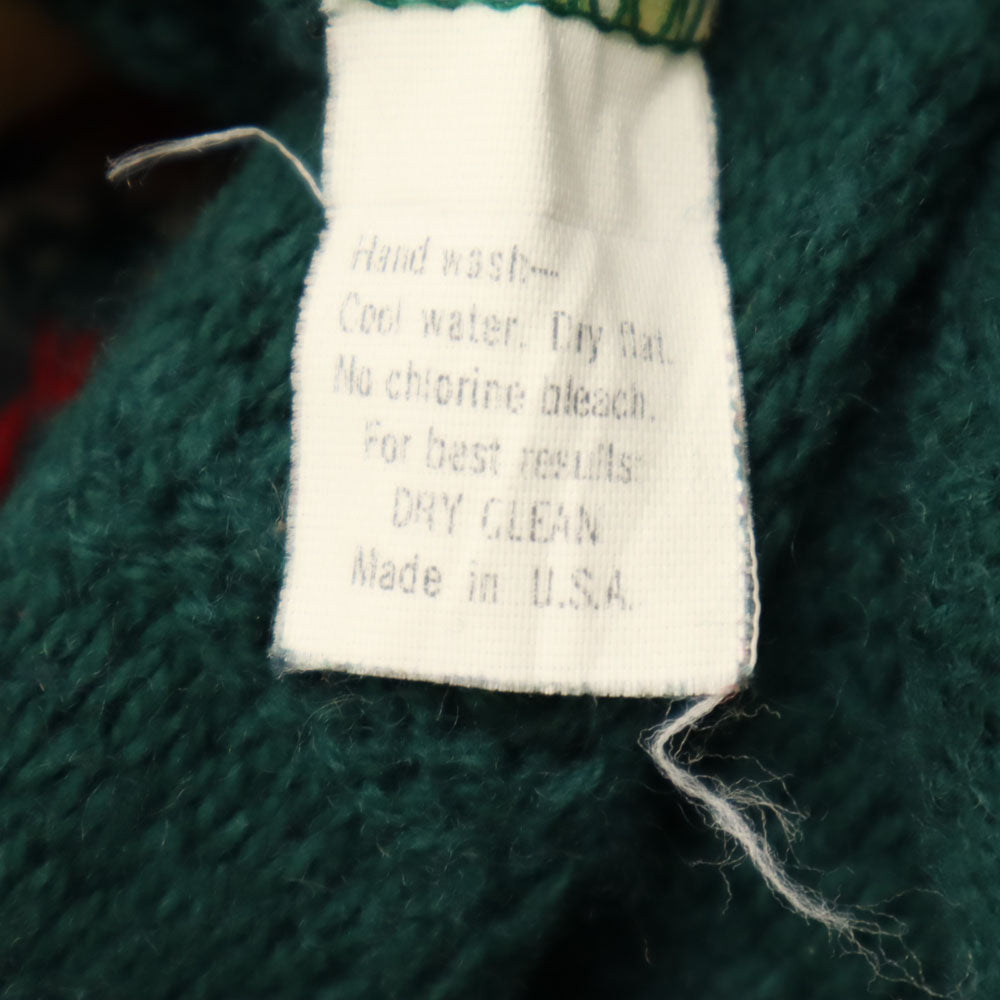 Hand wash—
Cool water. Dry flat.
No chlorine bleach.
For best results:
DRY CLEAN
Made in U.S.A.